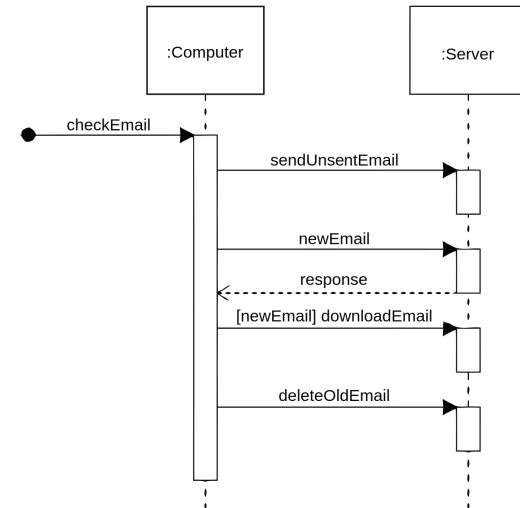 :Computer
:Server
checkEmail
sendUnsentEmail
newEmail
response
[newEmail] downloadEmail
deleteOldEmail